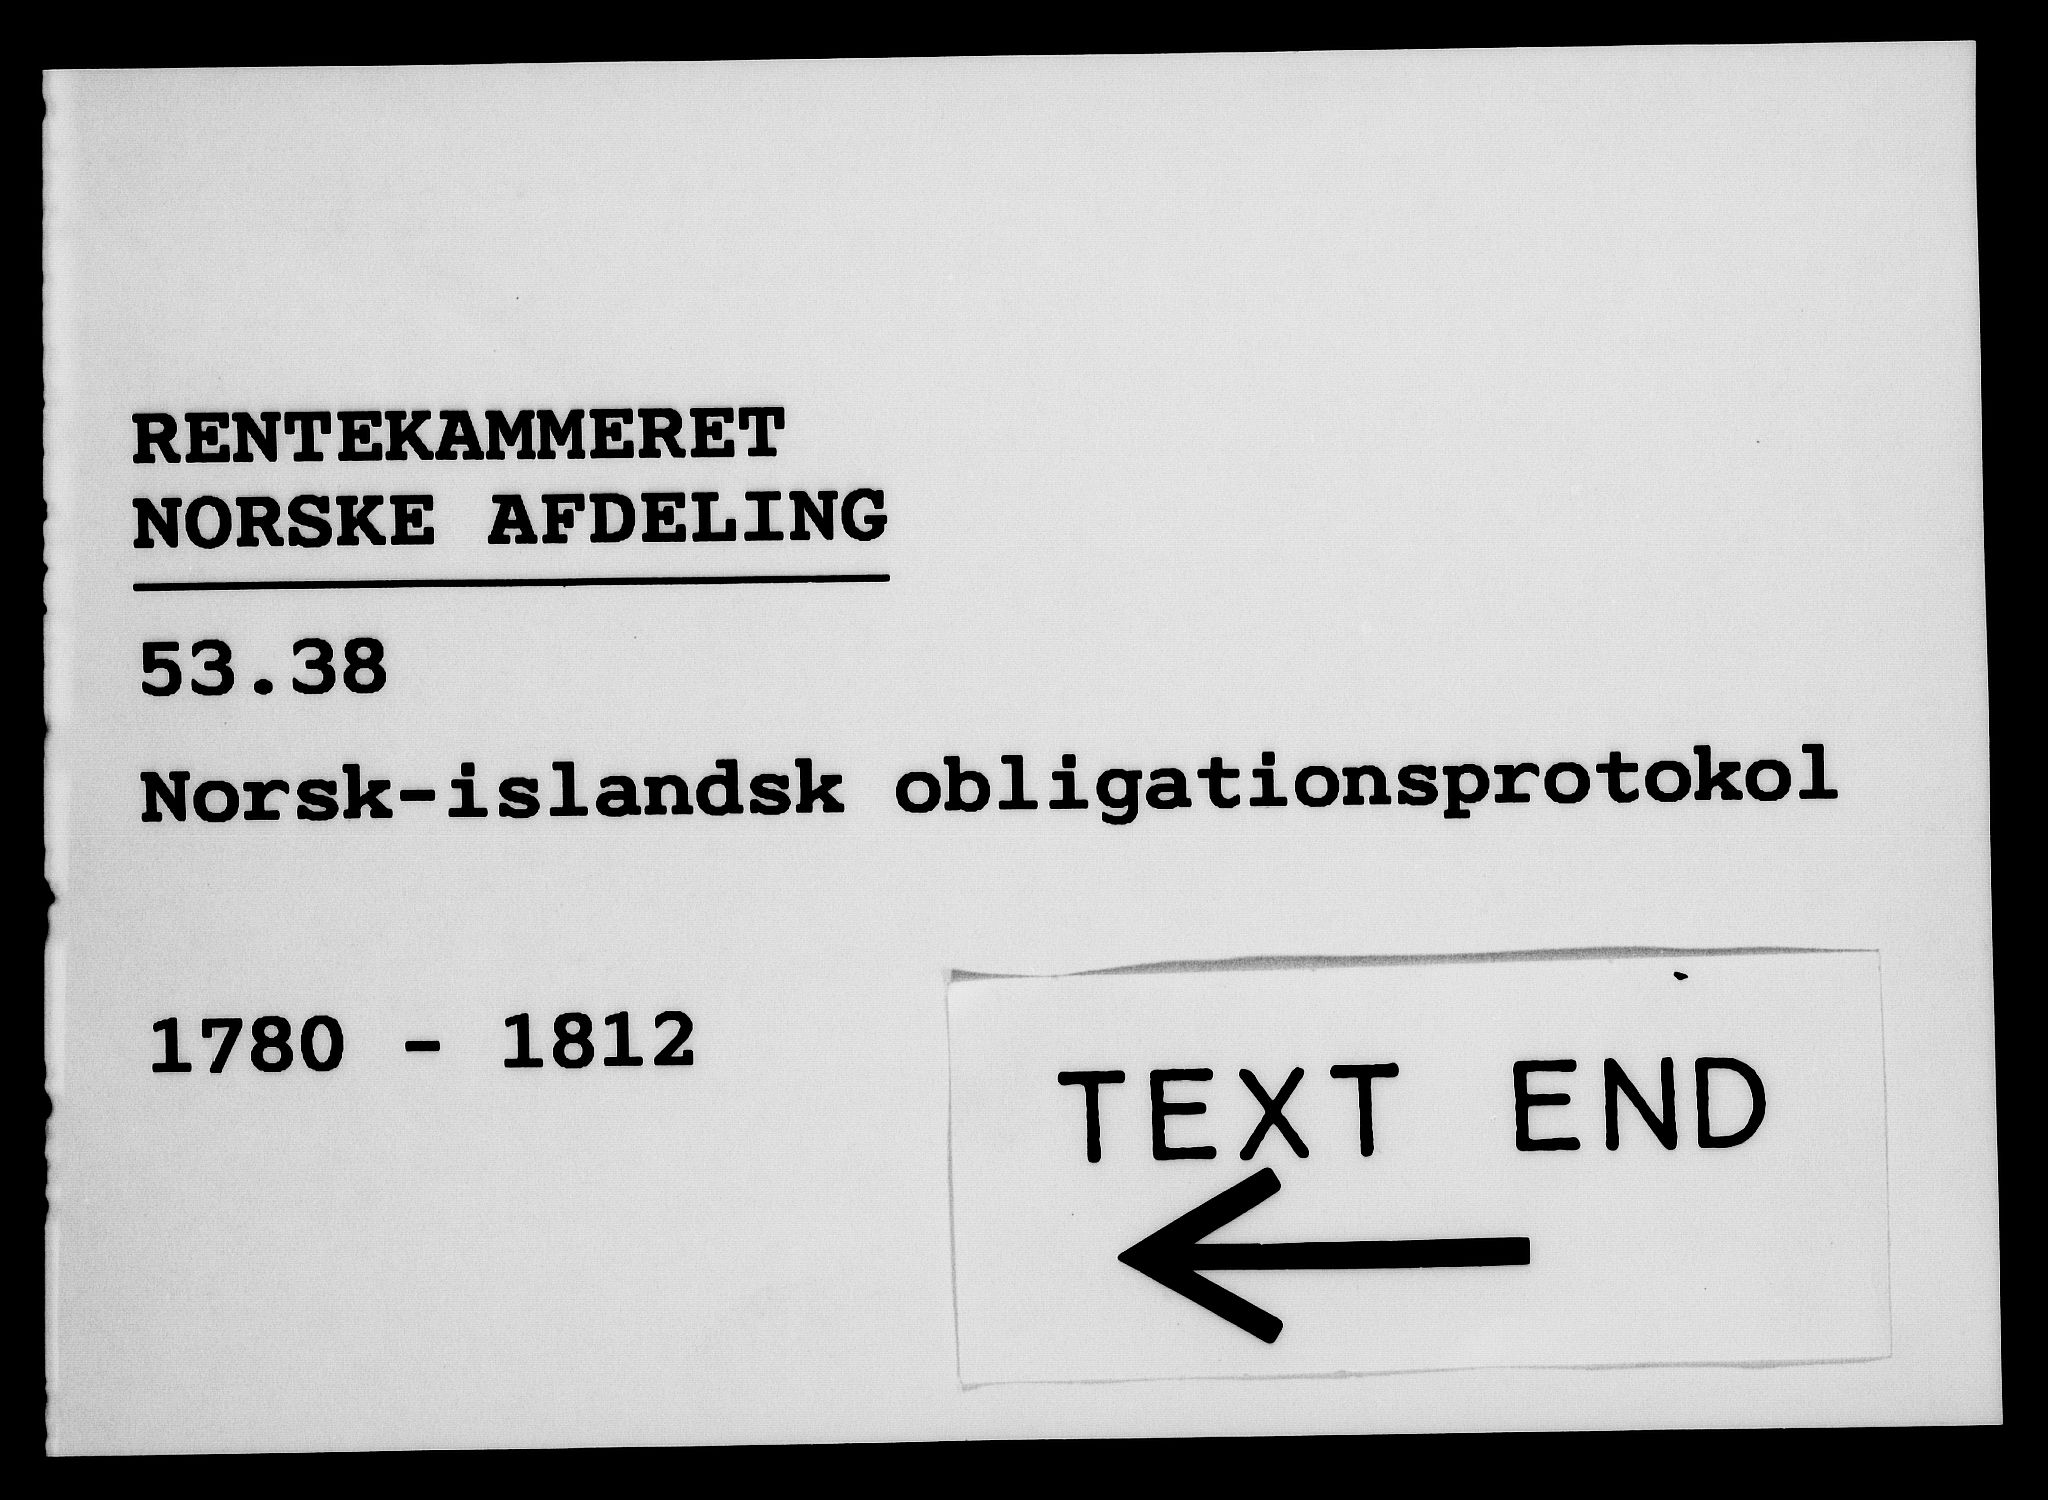 RENTEKAMMERET
NORSKE AFDELING
53.38
Norsk-islandsk obligationsprotokol
1780 - 1812
TEXT END